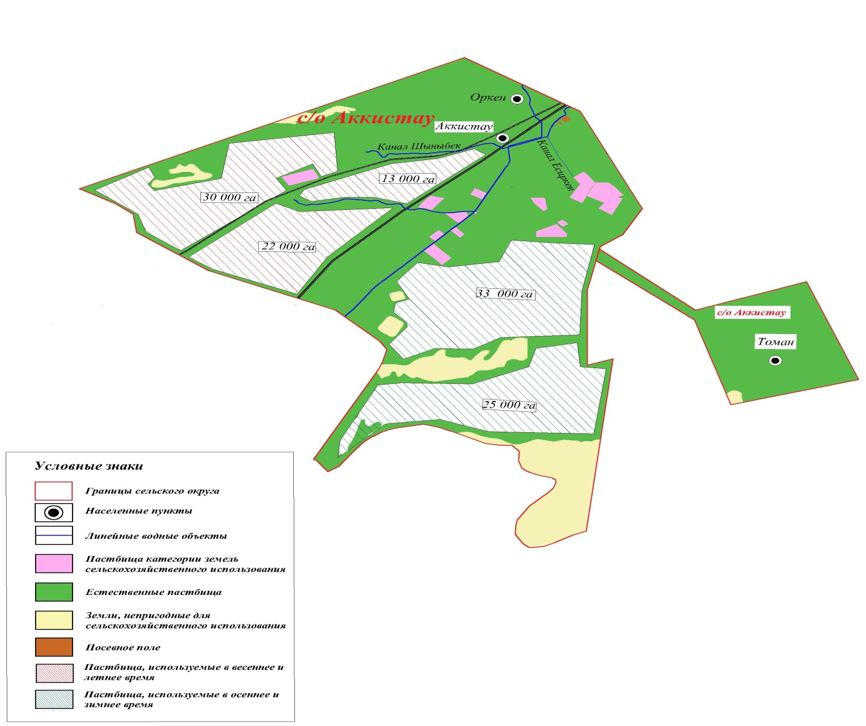 Оркен
с/о Аккистау
Аккистау
Канал Шыныбек
Канал Есиркеп
13 000 га
30 000 га
22 000 га
33 000 га
25 000 га
с/о Аккистау
Томан
Условные знаки
Границы сельского округа
Населенные пункты
Линейные водные объекты
Пастбища категории земель
сельскохозяйственного использования
Естественные пастбища
Земли, непригодные для
сельскохозяйственного использования
Посевное поле
Пастбища, используемые в весеннее и
летнее время
Пастбища, используемые в осеннее и
зимнее время